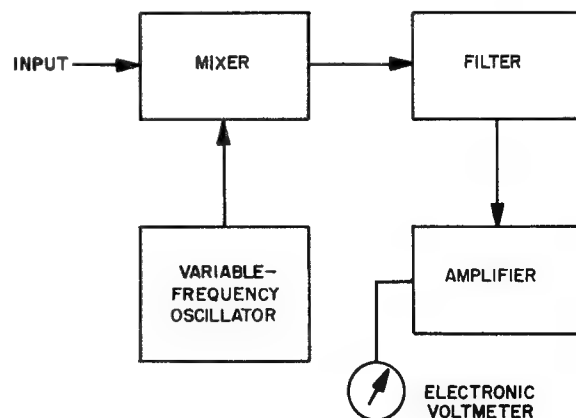 INPUT
MIXER
FILTER
VARIABLE-
FREQUENCY
OSCILLATOR
AMPLIFIER
ELECTRONIC
VOLTMETER